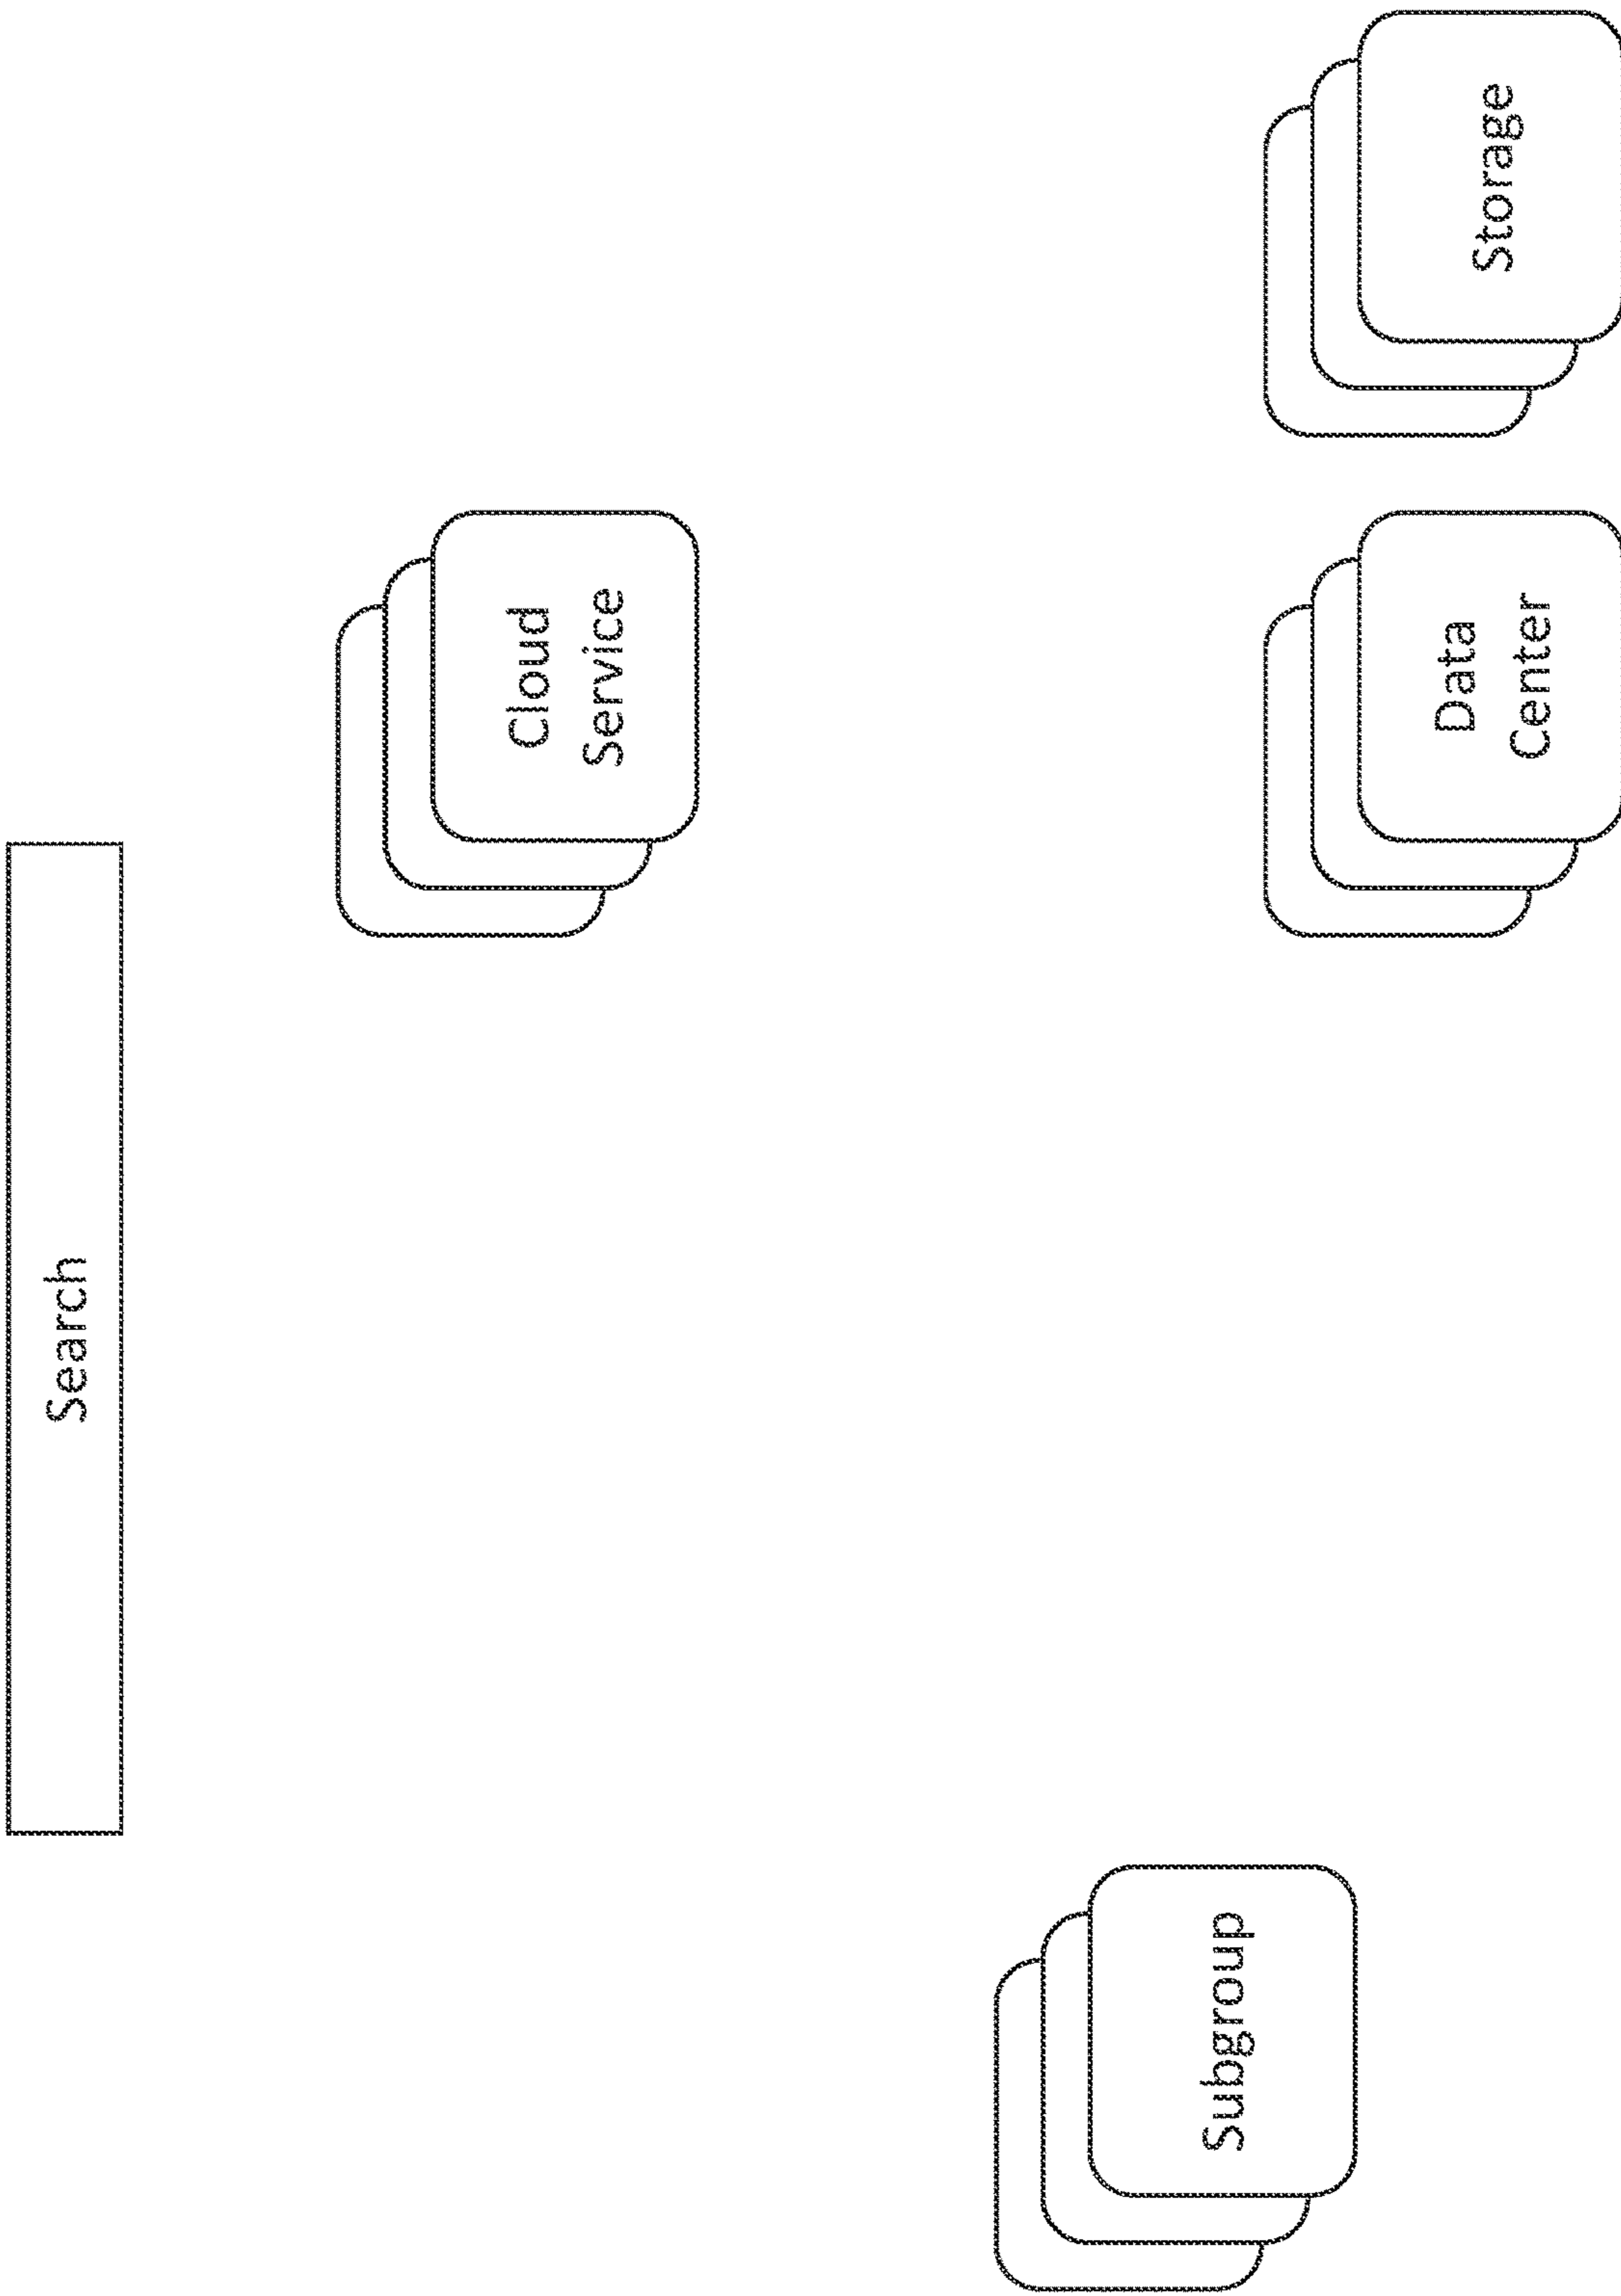 Search
Cloud
Service
Subgroup
Data
Center
Storage